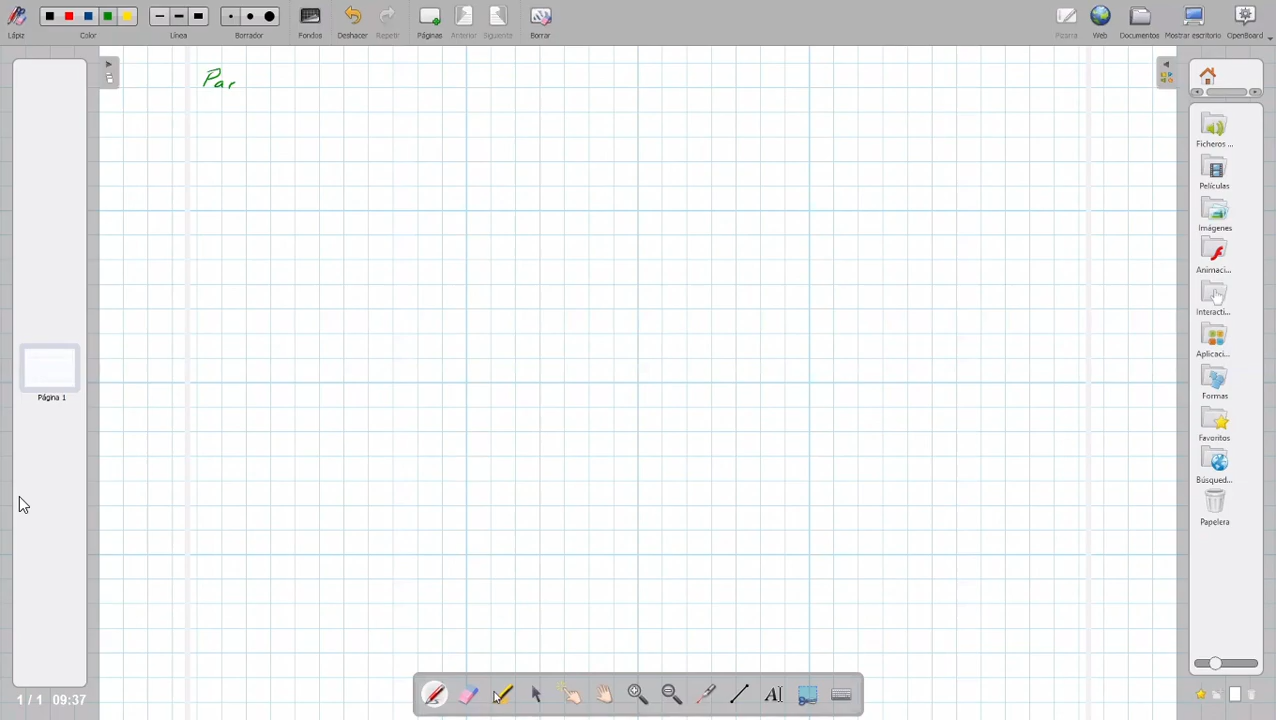 Lápiz
Color
Línea
Borrador
Fondos
Deshacer
Repetir
Páginas
Anterior
Siguiente
Borrar
Pizarra
Web
Documentos
Mostrar escritorio
OpenBoard
Par
Página 1
1 / 1 09:37
Ficheros ...
Películas
Imágenes
Animaci...
Interacti...
Aplicaci...
Formas
Favoritos
Búsqued...
Papelera